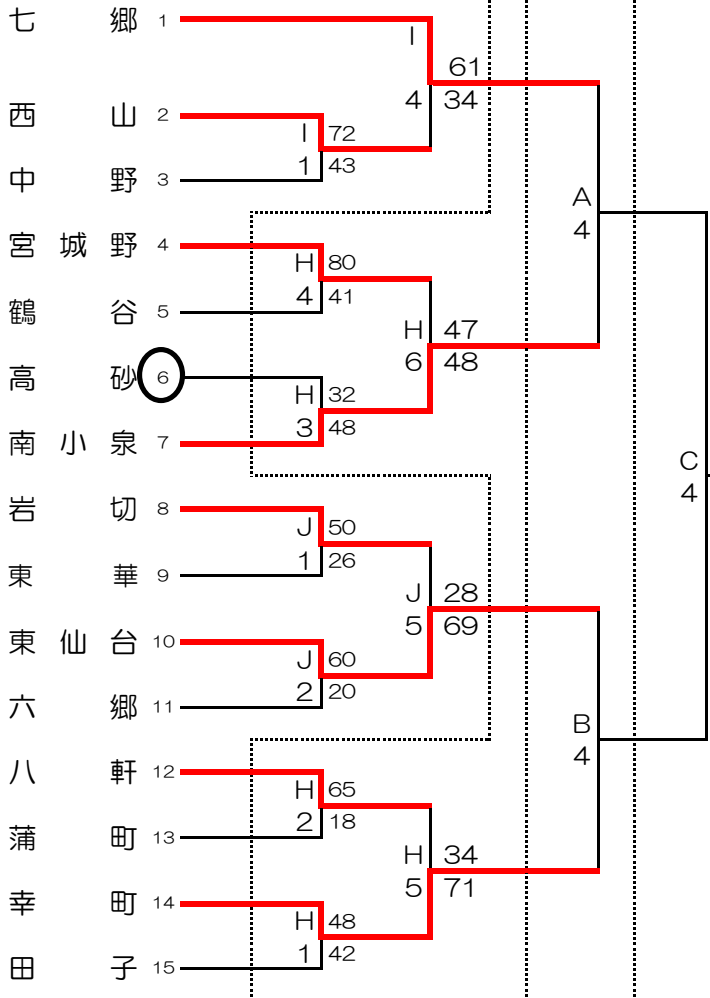 七郷 1
I 61
4 34
西山 2
I 72
1 43
中野 3
A
4
宮城野 4
H 80
4 41
鶴谷 5
H 47
6 48
高砂 6
H 32
3 48
南小泉 7
C
4
岩切 8
J 50
1 26
東華 9
J 28
5 69
東仙台 10
J 60
2 20
六郷 11
B
4
八軒 12
H 65
2 18
蒲町 13
H 34
5 71
幸町 14
H 48
1 42
田子 15